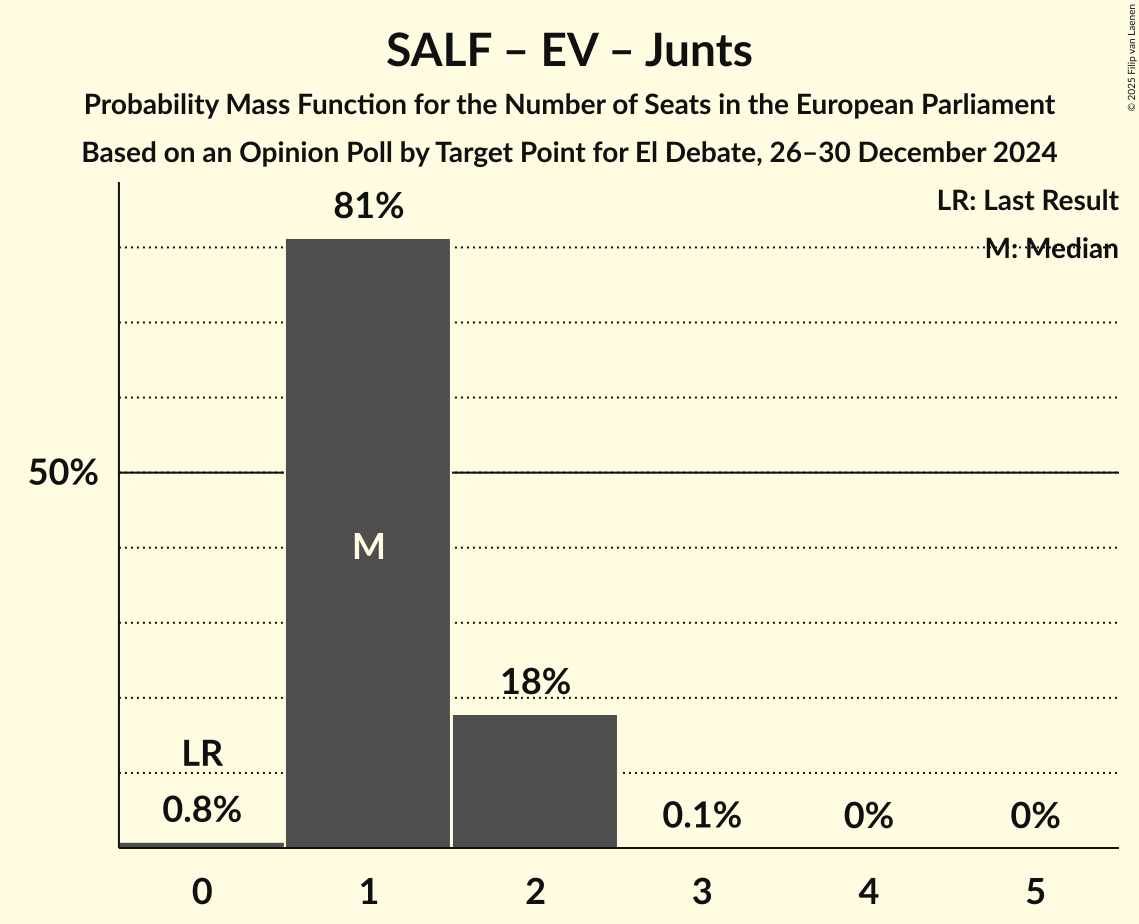 SALF – EV – Junts
Probability Mass Function for the Number of Seats in the European Parliament
Based on an Opinion Poll by Target Point for El Debate, 26–30 December 2024
© 2025 Filip van Laenen
LR: Last Result
M: Median
81%
50%
M
18%
LR
0.8%
0.1%
0%
0%
0
1
2
3
4
5